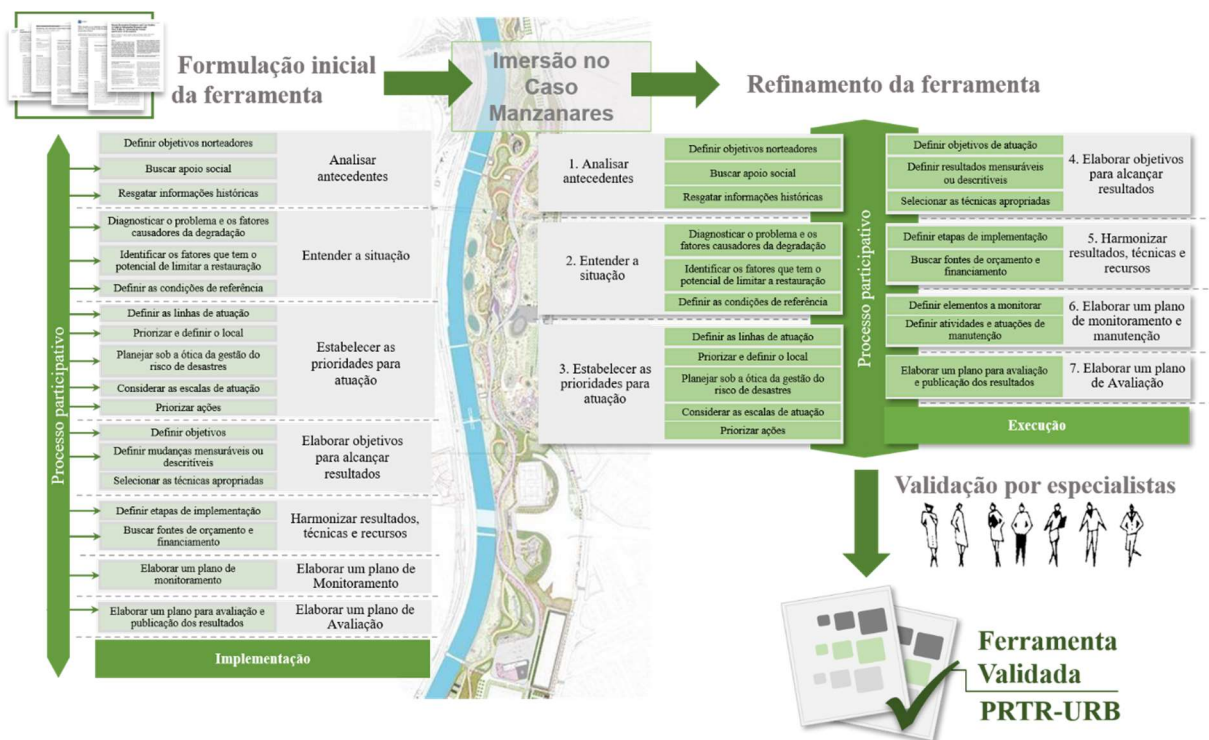 Formulação inicial
da ferramenta
Processo participativo
Definir objetivos norteadores
Buscar apoio social
Resgatar informações históricas
Analisar
antecedentes
Diagnosticar o problema e os fatores
causadores da degradação
Identificar os fatores que tem o
potencial de limitar a restauração
Definir as condições de referência
Entender a situação
Definir as linhas de atuação
Priorizar e definir o local
Planejar sob a ótica da gestão do
risco de desastres
Considerar as escalas de atuação
Priorizar ações
Estabelecer as
prioridades para
atuação
Definir objetivos
Definir mudanças mensuráveis ou
descritiveis
Selecionar as técnicas apropriadas
Elaborar objetivos
para alcançar
resultados
Definir etapas de implementação
Buscar fontes de orçamento e
financiamento
Harmonizar resultados,
técnicas e recursos
Elaborar um plano de
monitoramento
Elaborar um plano de
Monitoramento
Elaborar um plano para avaliação e
publicação dos resultados
Elaborar um plano de
Avaliação
Implementação
Imersão no
Caso
Manzanares
Refinamento da ferramenta
1. Analisar
antecedentes
Definir objetivos norteadores
Buscar apoio social
Resgatar informações históricas
2. Entender a
situação
Diagnosticar o problema e os
fatores causadores da degradação
Identificar os fatores que tem o
potencial de limitar a restauração
Definir as condições de referência
3. Estabelecer as
prioridades para
atuação
Definir as linhas de atuação
Priorizar e definir o local
Planejar sob a ótica da gestão do
risco de desastres
Considerar as escalas de atuação
Priorizar ações
Processo participativo
Definir objetivos de atuação
Definir resultados mensuráveis
ou descritíveis
Selecionar as técnicas apropriadas
4. Elaborar objetivos
para alcançar
resultados
Definir etapas de implementação
Buscar fontes de orçamento e
financiamento
5. Harmonizar
resultados, técnicas e
recursos
Definir elementos a monitorar
Definir atividades e atuações de
manutenção
6. Elaborar um plano
de monitoramento e
manutenção
Elaborar um plano para avaliação
e publicação dos resultados
7. Elaborar um plano
de Avaliação
Execução
Validação por especialistas
Ferramenta
Validada
PRTR-URB